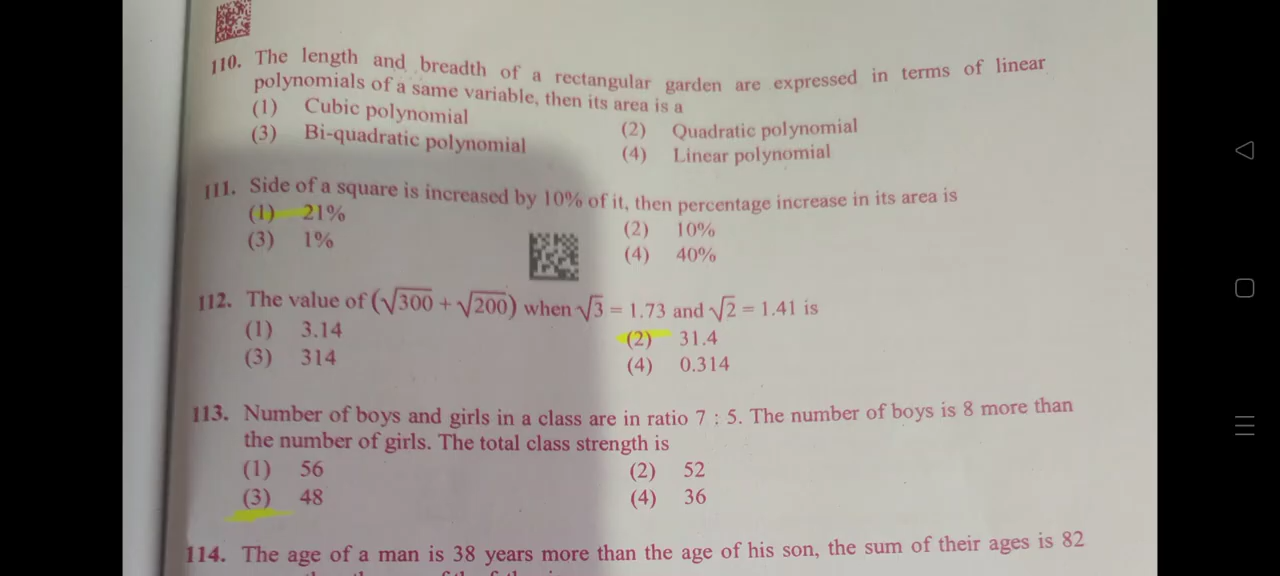 110. The length and breadth of a rectangular garden are expressed in terms of linear
polynomials of a same variable, then its area is a
(1) Cubic polynomial
(2) Quadratic polynomial
(3) Bi-quadratic polynomial
(4) Linear polynomial
111. Side of a square is increased by 10% of it, then percentage increase in its area is
(1) 21%
(2) 10%
(3) 1%
(4) 40%
112. The value of (√300 + √200) when √3 = 1.73 and √2 = 1.41 is
(1) 3.14
(2) 31.4
(3) 314
(4) 0.314
113. Number of boys and girls in a class are in ratio 7 : 5. The number of boys is 8 more than
the number of girls. The total class strength is
(1) 56
(2) 52
(3) 48
(4) 36
114. The age of a man is 38 years more than the age of his son, the sum of their ages is 82